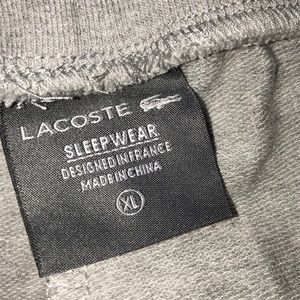 LACOSTE
SLEEPWEAR
DESIGNED IN FRANCE
MADE IN CHINA
XL